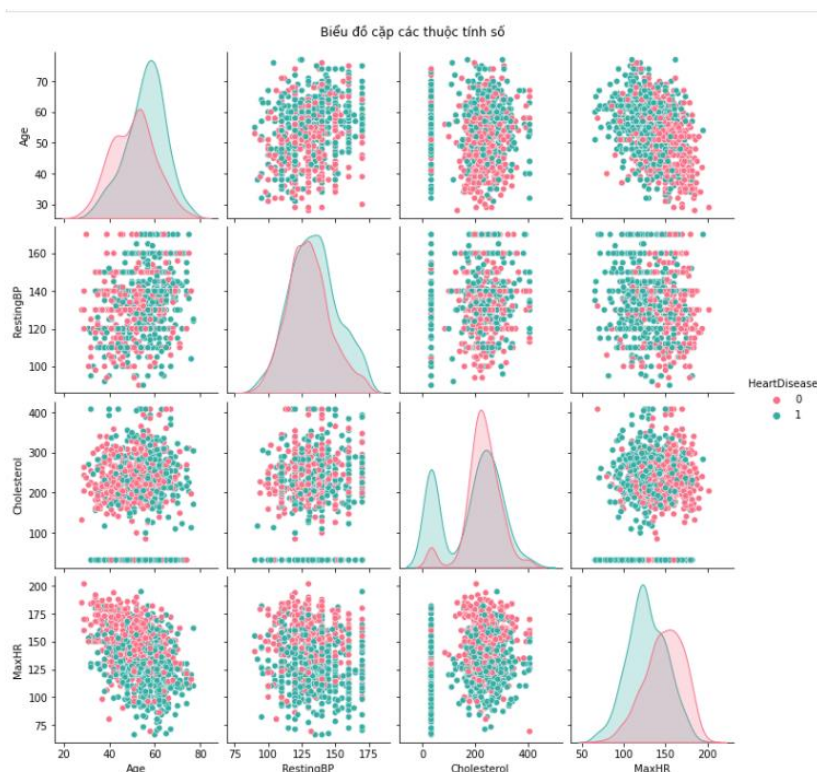 Biểu đồ cặp các thuộc tính số
Age
70
60
50
40
30
RestingBP
160
140
120
100
Cholesterol
400
300
200
100
MaxHR
200
175
150
125
100
75
20 40 60 80
Age
75 100 125 150 175
RestingBP
0 200 400
Cholesterol
50 100 150 200
MaxHR
HeartDisease
0
1